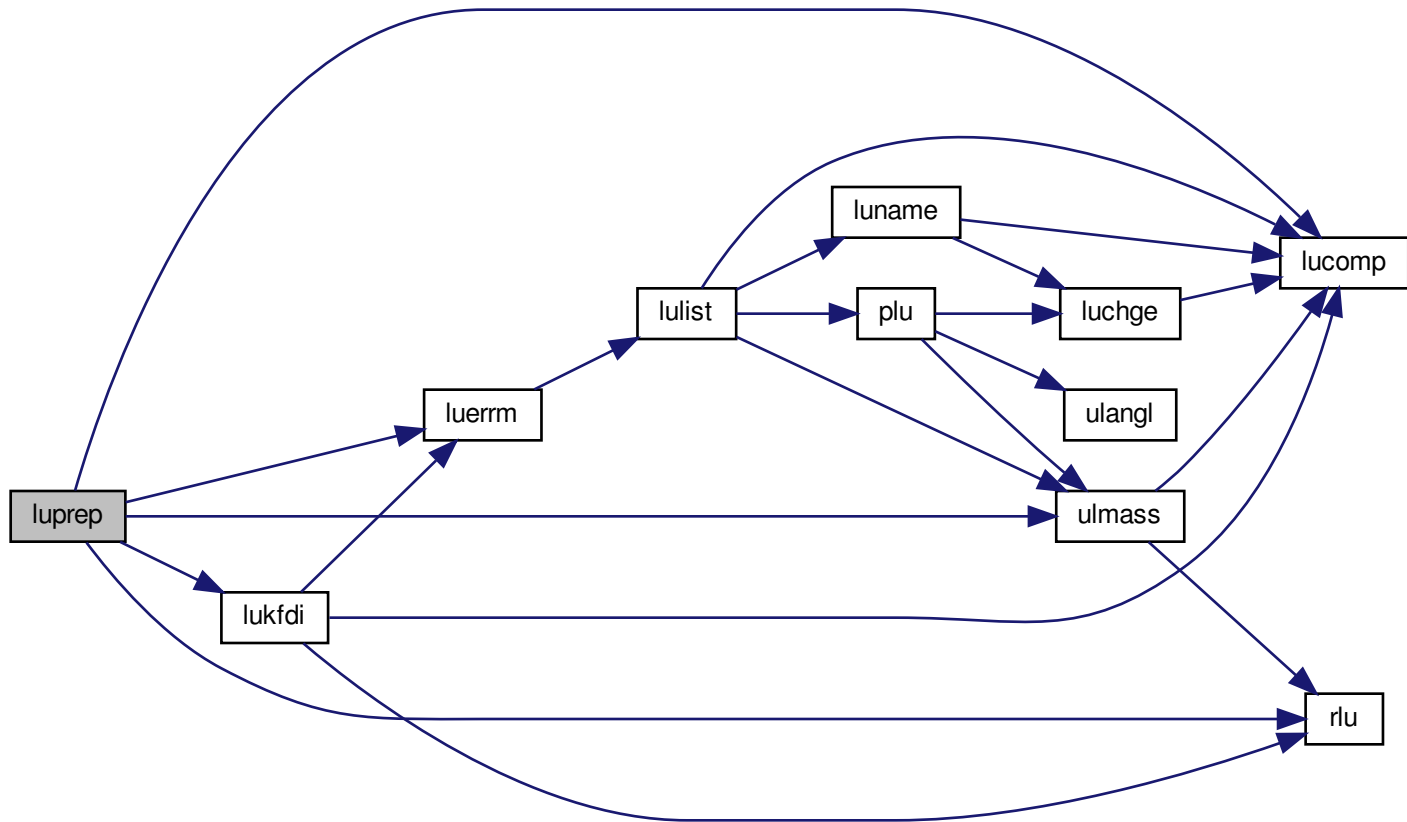 luname
lucomp
lulist
plu
luchge
luerrm
ulangl
luprep
ulmass
lukfdi
rlu